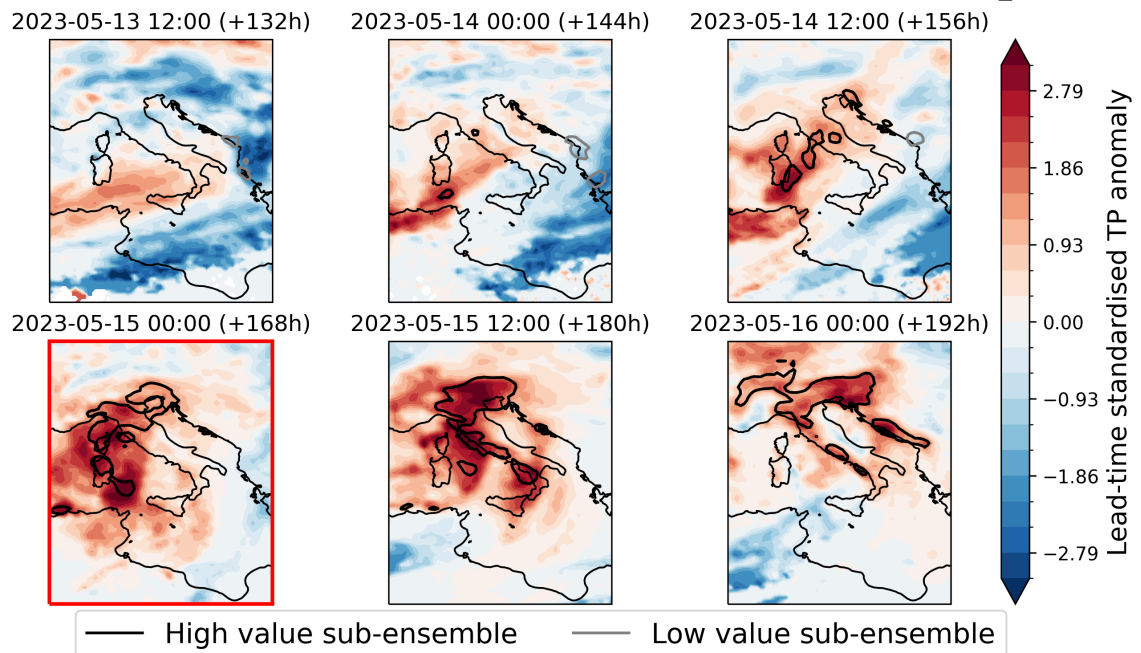 2023-05-13 12:00 (+132h)
2023-05-14 00:00 (+144h)
2023-05-14 12:00 (+156h)
2023-05-15 00:00 (+168h)
2023-05-15 12:00 (+180h)
2023-05-16 00:00 (+192h)
2.79
1.86
0.93
0.00
−0.93
−1.86
−2.79
Lead-time standardised TP anomaly
High value sub-ensemble
Low value sub-ensemble